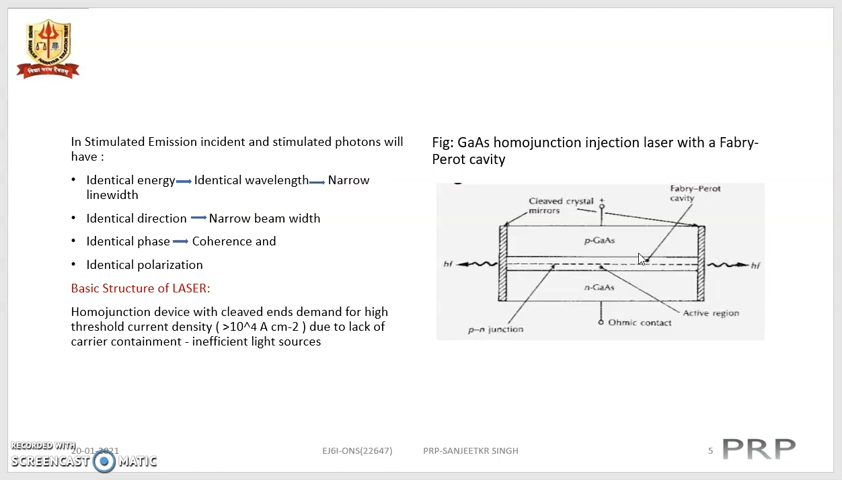 In Stimulated Emission incident and stimulated photons will
have :
• Identical energy Identical wavelength Narrow
linewidth
• Identical direction Narrow beam width
• Identical phase Coherence and
• Identical polarization
Basic Structure of LASER:
Homojunction device with cleaved ends demand for high
threshold current density ( >10^4 A cm-2 ) due to lack of
carrier containment - inefficient light sources
Fig: GaAs homojunction injection laser with a Fabry-
Perot cavity
Fabry–Perot
cavity
Cleaved crystal +
mirrors
p-GaAs
hf
hf
n-GaAs
Active region
Ohmic contact
p–n junction
20-01-2021
EJ6I-ONS(22647)
PRP-SANJEETKR SINGH
5
PRP
RECORDED WITH
SCREENCAST MATIC